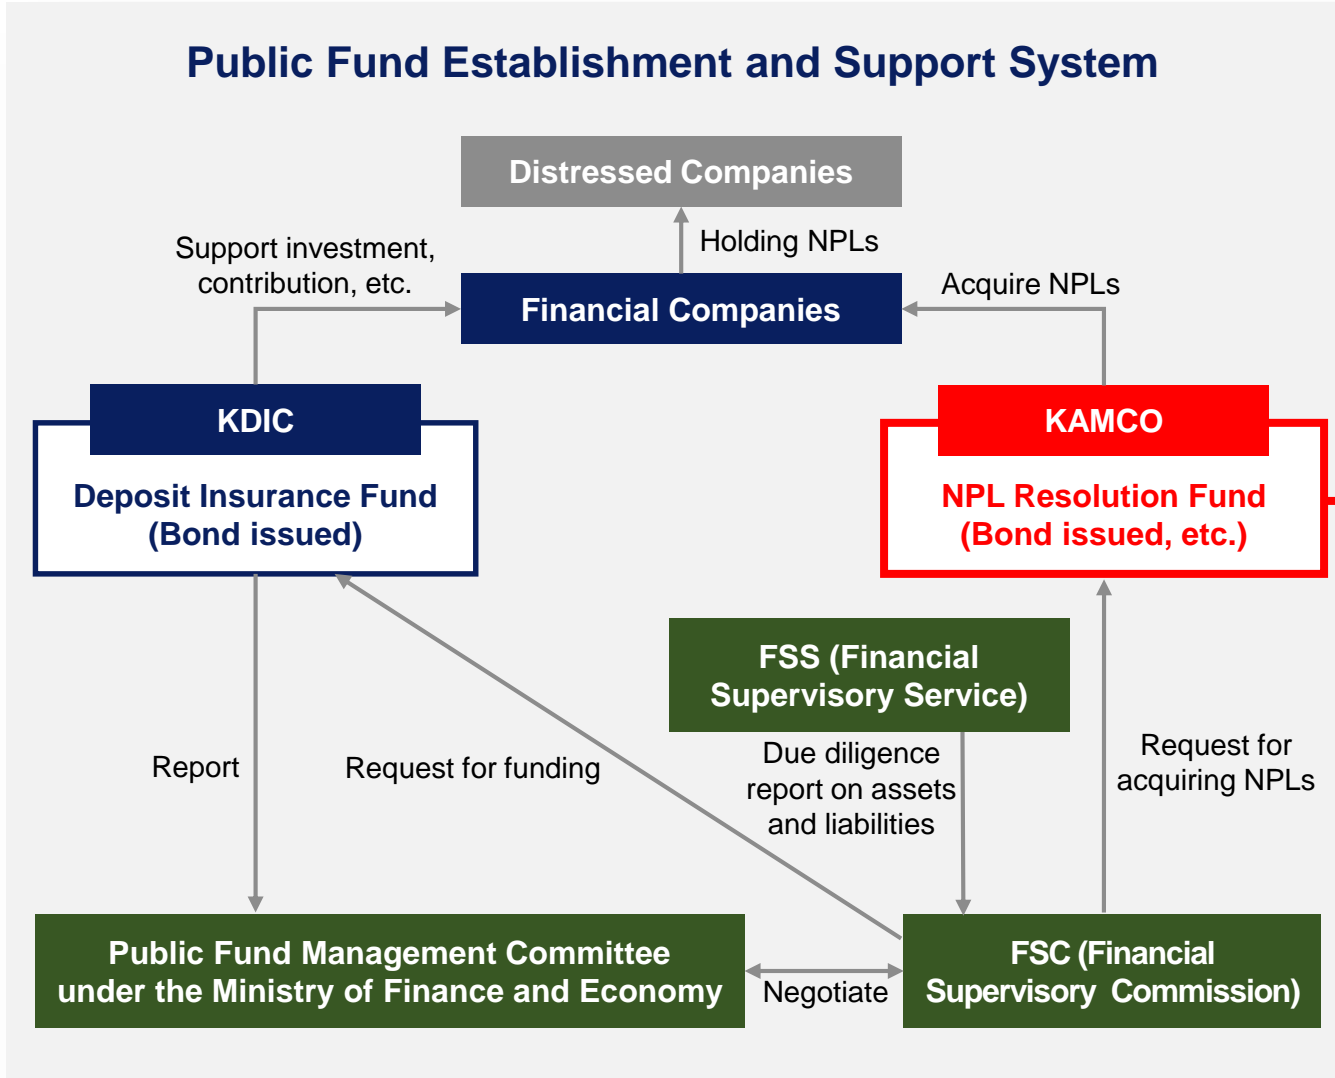 Public Fund Establishment and Support System
Distressed Companies
Support investment,
contribution, etc.
Holding NPLs
Acquire NPLs
Financial Companies
KDIC
Deposit Insurance Fund
(Bond issued)
KAMCO
NPL Resolution Fund
(Bond issued, etc.)
FSS (Financial
Supervisory Service)
Report
Request for funding
Due diligence
report on assets
and liabilities
Request for
acquiring NPLs
Public Fund Management Committee
under the Ministry of Finance and Economy
Negotiate
FSC (Financial
Supervisory Commission)